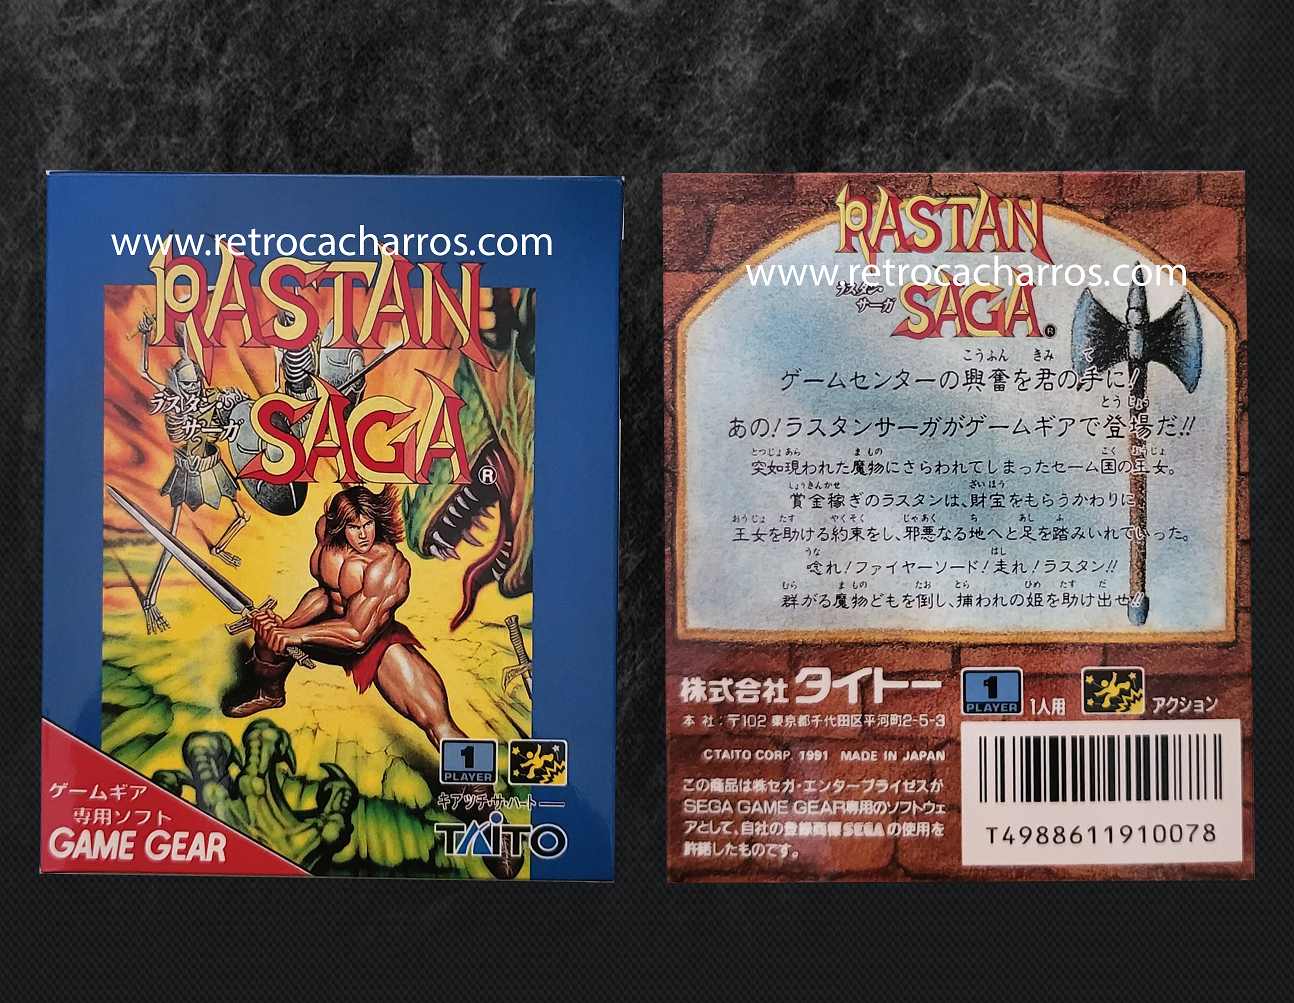 www.retrocacharros.com
RASTAN
ラスタン・
サーガ
SAGA®
1
PLAYER
キアッチ・ザ・ハート
TAITO
ゲームギア
専用ソフト
GAME GEAR
RASTAN
www.retrocacharros.com
ラスタン・
サーガ
SAGA®
こうふん きみ て
ゲームセンターの興奮を君の手に!
とうじょう
あの!ラスタンサーガがゲームギアで登場だ!!
とつじょあら まもの こく おうじょ
突如現われた魔物にさらわれてしまったセーム国の王女。
しょうきんかせ ざいほう
賞金稼ぎのラスタンは、財宝をもらうかわりに
おうじょ たす やくそく じゃあく ち あし ふ
王女を助ける約束をし、邪悪なる地へと足を踏みいれていった。
うな はし
唸れ!ファイヤーソード!走れ!ラスタン!!
むら まもの たお とら ひめ たす だ
群がる魔物どもを倒し、捕われの姫を助け出せ!!
株式会社 タイトー
本 社:〒102 東京都千代田区平河町2-5-3
1
PLAYER
1人用
アクション
©TAITO CORP. 1991 MADE IN JAPAN
この商品は㈱セガ・エンタープライゼスが
SEGA GAME GEAR専用のソフトウェ
アとして、自社の登録商標SEGAの使用を
許諾したものです。
T4988611910078